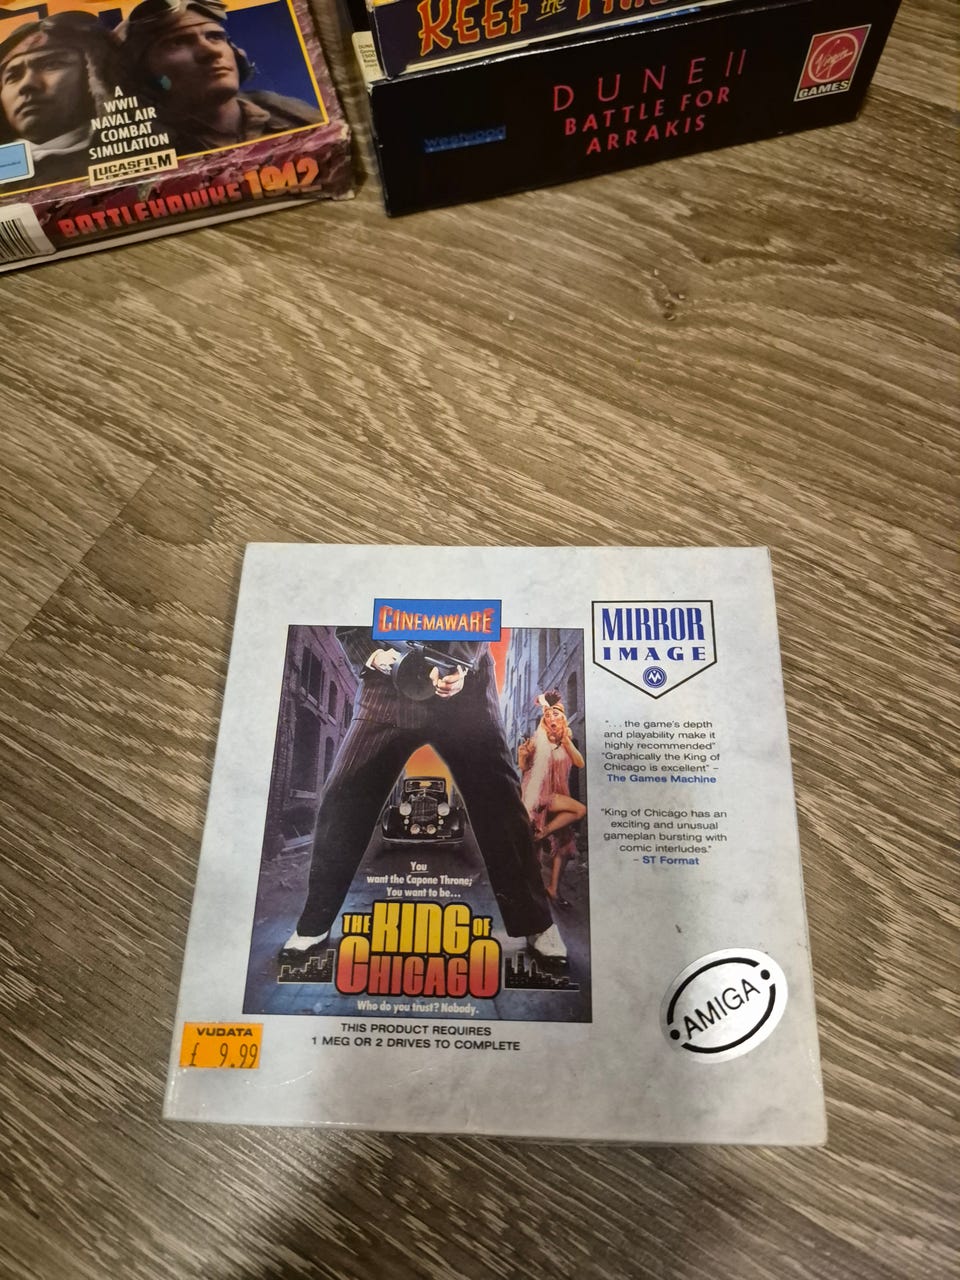 A
WWII
NAVAL AIR
COMBAT
SIMULATION
LUCASFILM
GAMES
BATTLEHAWKS 1942
KEEF the
DUNE II
BATTLE FOR
ARRAKIS
westwood
Virgin
GAMES
CINEMAWARE
MIRROR
IMAGE
"... the game's depth
and playability make it
highly recommended"
"Graphically the King of
Chicago is excellent" –
The Games Machine
"King of Chicago has an
exciting and unusual
gameplan bursting with
comic interludes."
– ST Format
You
want the Capone Throne;
You want to be...
THE KING OF
CHICAGO
Who do you trust? Nobody.
AMIGA
VUDATA
£ 9.99
THIS PRODUCT REQUIRES
1 MEG OR 2 DRIVES TO COMPLETE